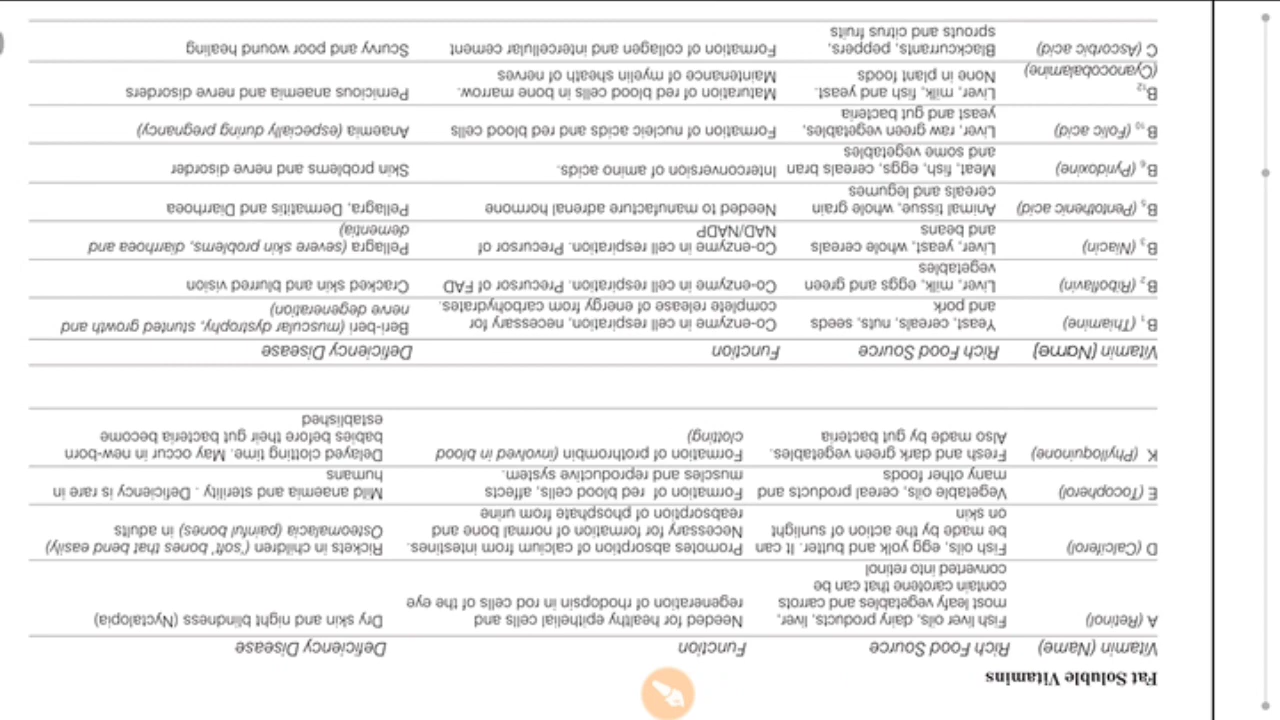 Fat Soluble Vitamins
Vitamin (Name) Rich Food Source Function Deficiency Disease
A (Retinol) Fish liver oils, dairy products, liver, most leafy vegetables and carrots contain carotene that can be converted into retinol Needed for healthy epithelial cells and regeneration of rhodopsin in rod cells of the eye Dry skin and night blindness (Nyctalopia)
D (Calciferol) Fish oils, egg yolk and butter. It can be made by the action of sunlight on skin Promotes absorption of calcium from intestines. Necessary for formation of normal bone and reabsorption of phosphate from urine Rickets in children ('soft' bones that bend easily) Osteomalacia (painful bones) in adults
E (Tocopherol) Vegetable oils, cereal products and many other foods Formation of red blood cells, affects muscles and reproductive system. Mild anaemia and sterility . Deficiency is rare in humans
K (Phylloquinone) Fresh and dark green vegetables. Also made by gut bacteria Formation of prothrombin (involved in blood clotting) Delayed clotting time. May occur in new-born babies before their gut bacteria become established
Vitamin [Name] Rich Food Source Function Deficiency Disease
B1 (Thiamine) Yeast, cereals, nuts, seeds and pork Co-enzyme in cell respiration, necessary for complete release of energy from carbohydrates. Beri-beri (muscular dystrophy, stunted growth and nerve degeneration)
B2 (Riboflavin) Liver, milk, eggs and green vegetables Co-enzyme in cell respiration. Precursor of FAD Cracked skin and blurred vision
B3 (Niacin) Liver, yeast, whole cereals and beans Co-enzyme in cell respiration. Precursor of NAD/NADP Pellagra (severe skin problems, diarrhoea and dementia)
B5 (Pentothenic acid) Animal tissue, whole grain cereals and legumes Needed to manufacture adrenal hormone Pellagra, Dermatitis and Diarrhoea
B6 (Pyridoxine) Meat, fish, eggs, cereals bran and some vegetables Interconversion of amino acids. Skin problems and nerve disorder
B10 (Folic acid) Liver, raw green vegetables, yeast and gut bacteria Formation of nucleic acids and red blood cells Anaemia (especially during pregnancy)
B12 (Cyanocobalamine) Liver, milk, fish and yeast. None in plant foods Maturation of red blood cells in bone marrow. Maintenance of myelin sheath of nerves Pernicious anaemia and nerve disorders
C (Ascorbic acid) Blackcurrants, peppers, sprouts and citrus fruits Formation of collagen and intercellular cement Scurvy and poor wound healing